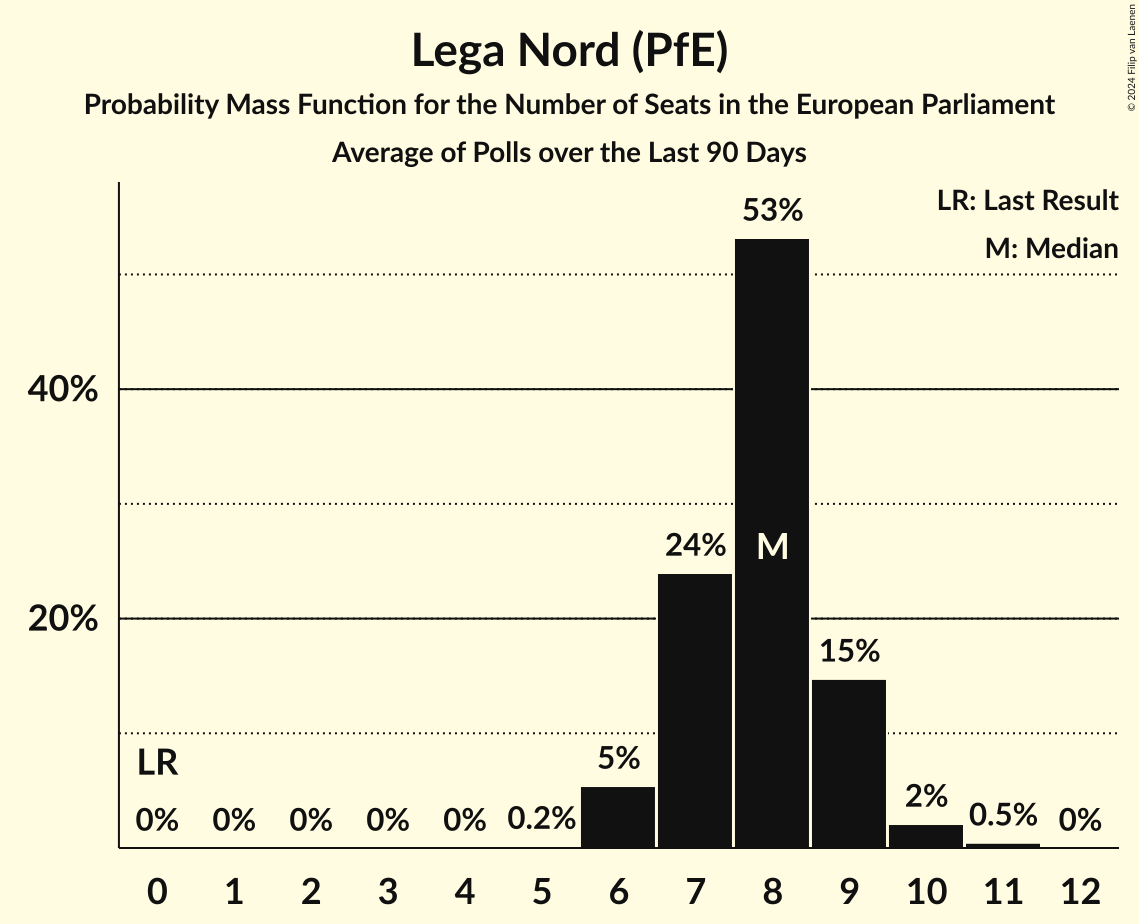 Lega Nord (PfE)
Probability Mass Function for the Number of Seats in the European Parliament
Average of Polls over the Last 90 Days
© 2024 Filip van Laenen
LR: Last Result
M: Median
53%
40%
24%
M
20%
15%
LR
5%
2%
0% 0% 0% 0% 0% 0.2% 0.5% 0%
0 1 2 3 4 5 6 7 8 9 10 11 12